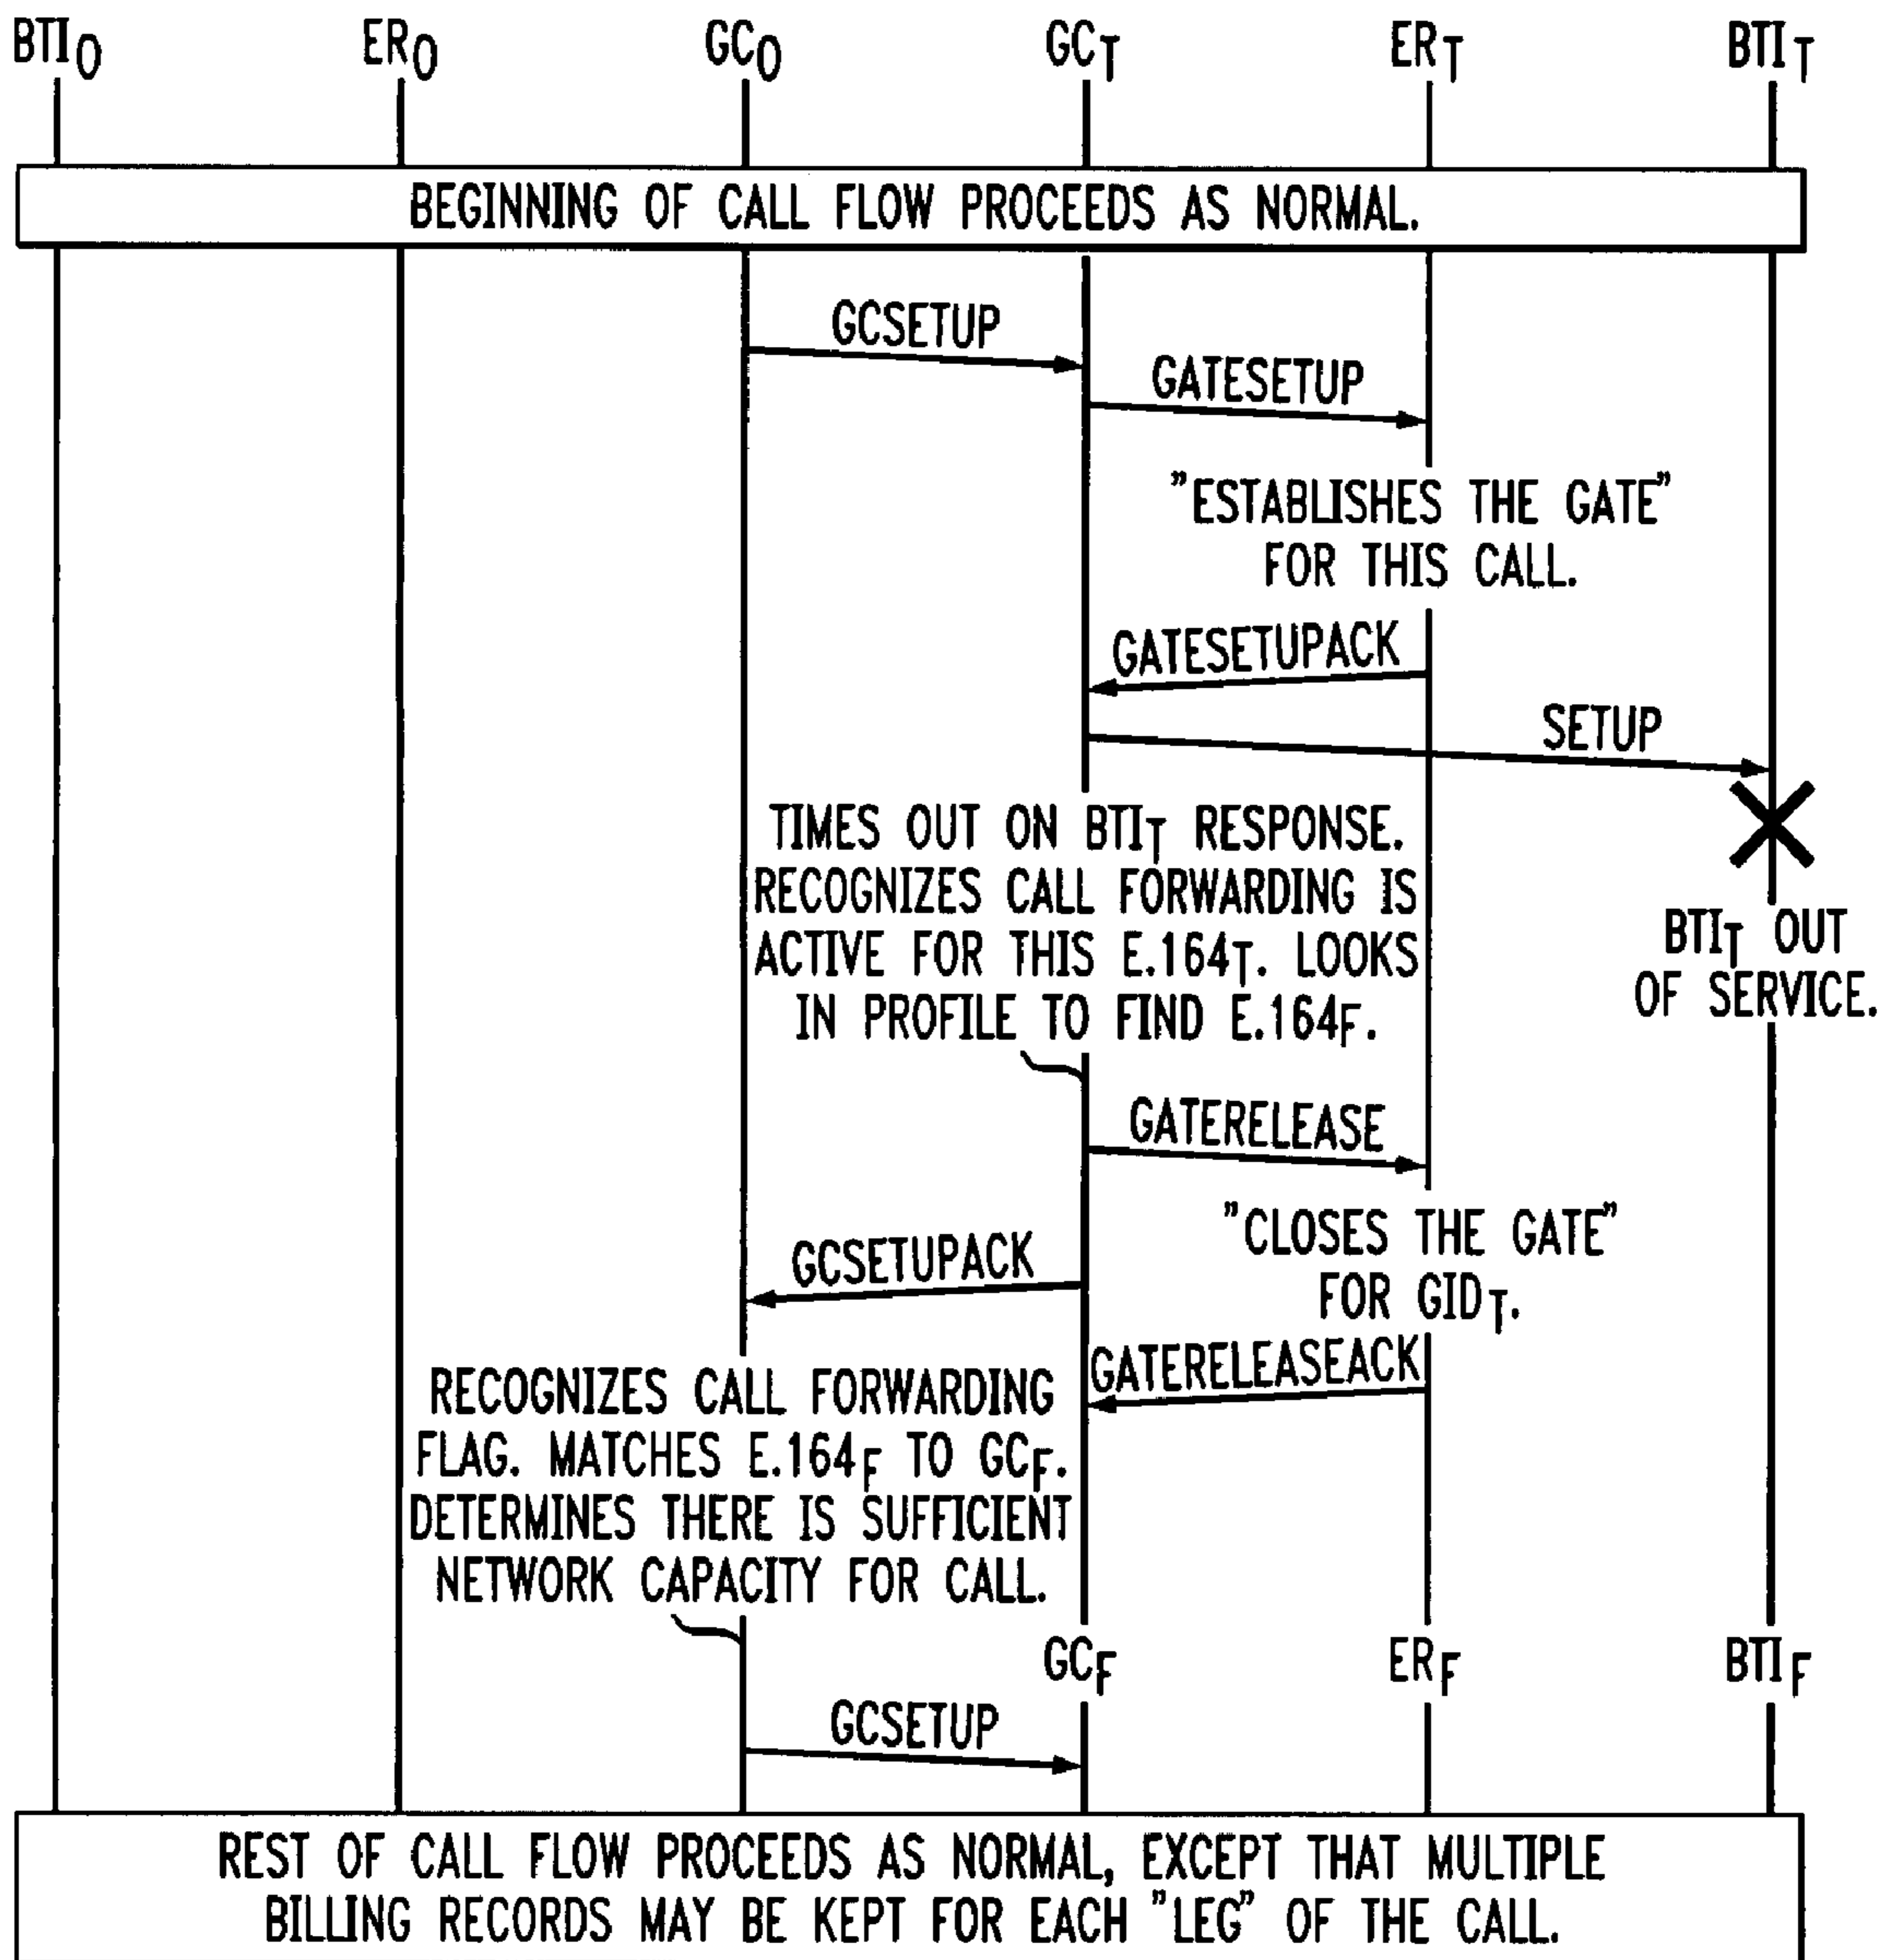 BTIO ERO GCO GCT ERT BTIT
BEGINNING OF CALL FLOW PROCEEDS AS NORMAL.
GCSETUP
GATESETUP
"ESTABLISHES THE GATE"
FOR THIS CALL.
GATESETUPACK
SETUP
TIMES OUT ON BTIT RESPONSE.
RECOGNIZES CALL FORWARDING IS
ACTIVE FOR THIS E.164T. LOOKS
IN PROFILE TO FIND E.164F.
BTIT OUT
OF SERVICE.
GATERELEASE
"CLOSES THE GATE"
FOR GIDT.
GCSETUPACK
GATERELEASEACK
RECOGNIZES CALL FORWARDING
FLAG. MATCHES E.164F TO GCF.
DETERMINES THERE IS SUFFICIENT
NETWORK CAPACITY FOR CALL.
GCF ERF BTIF
GCSETUP
REST OF CALL FLOW PROCEEDS AS NORMAL, EXCEPT THAT MULTIPLE
BILLING RECORDS MAY BE KEPT FOR EACH "LEG" OF THE CALL.